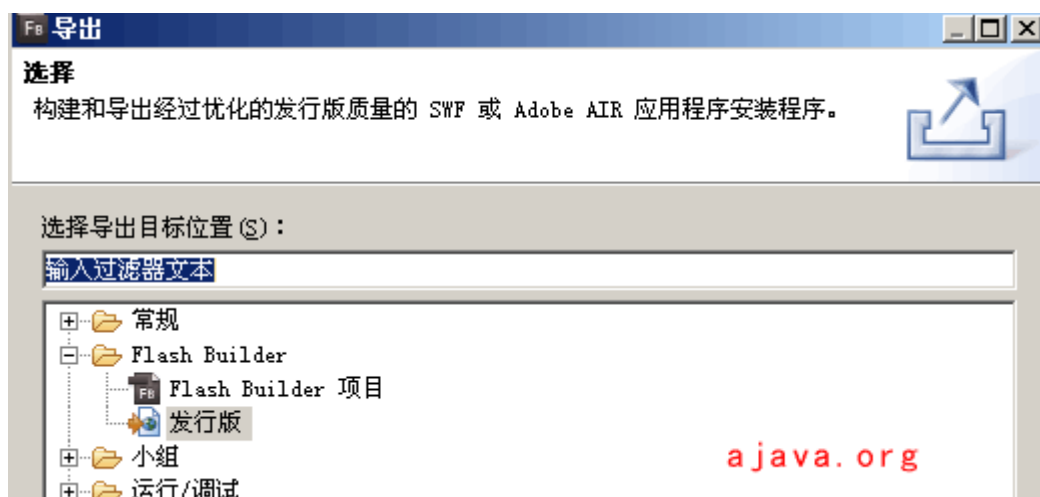 FB 导出
选择
构建和导出经过优化的发行版质量的 SWF 或 Adobe AIR 应用程序安装程序。
选择导出目标位置(S)：
输入过滤器文本
常规
Flash Builder
FB Flash Builder 项目
发行版
小组
ajava.org
运行/调试